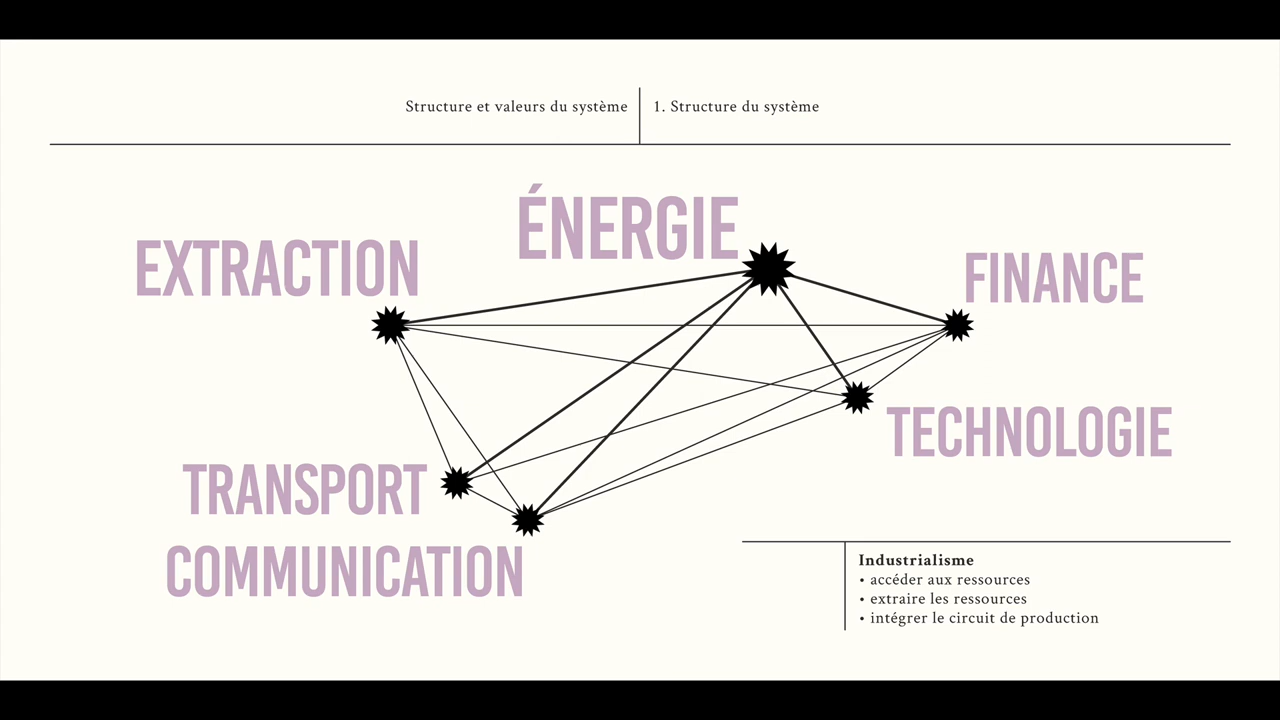 Structure et valeurs du système
1. Structure du système
ÉNERGIE
EXTRACTION
FINANCE
TECHNOLOGIE
TRANSPORT
COMMUNICATION
Industrialisme
• accéder aux ressources
• extraire les ressources
• intégrer le circuit de production